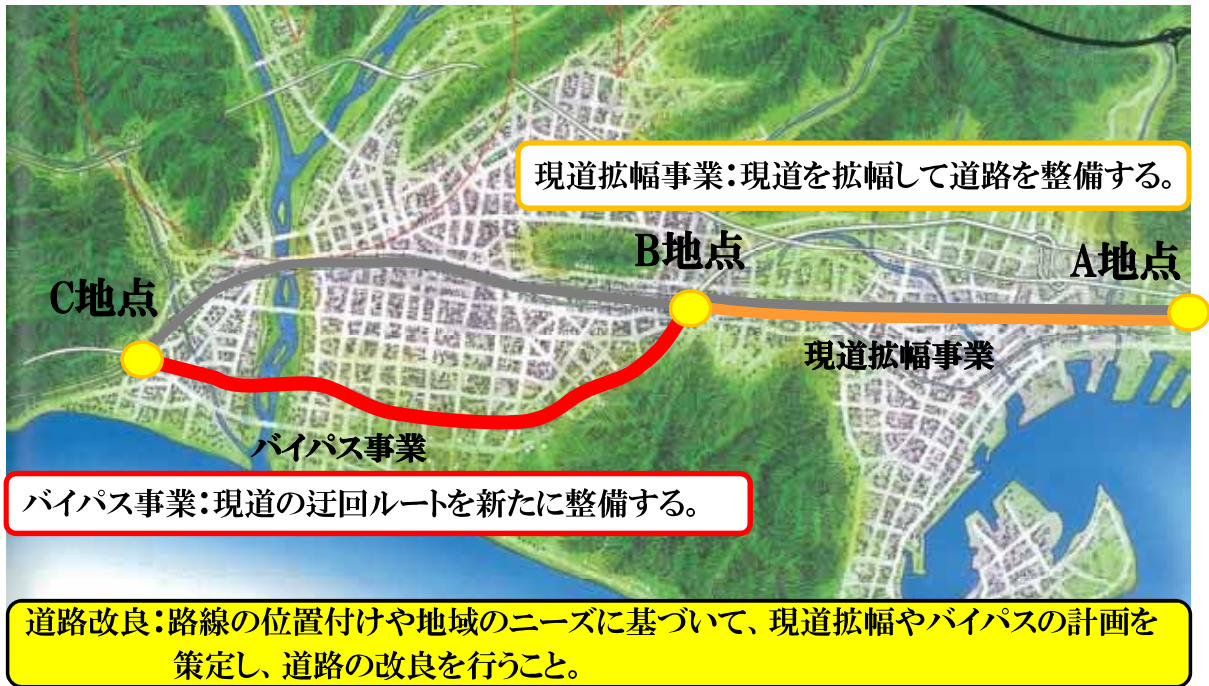 現道拡幅事業：現道を拡幅して道路を整備する。
B地点
A地点
C地点
現道拡幅事業
バイパス事業
バイパス事業：現道の迂回ルートを新たに整備する。
道路改良：路線の位置付けや地域のニーズに基づいて、現道拡幅やバイパスの計画を
策定し、道路の改良を行うこと。